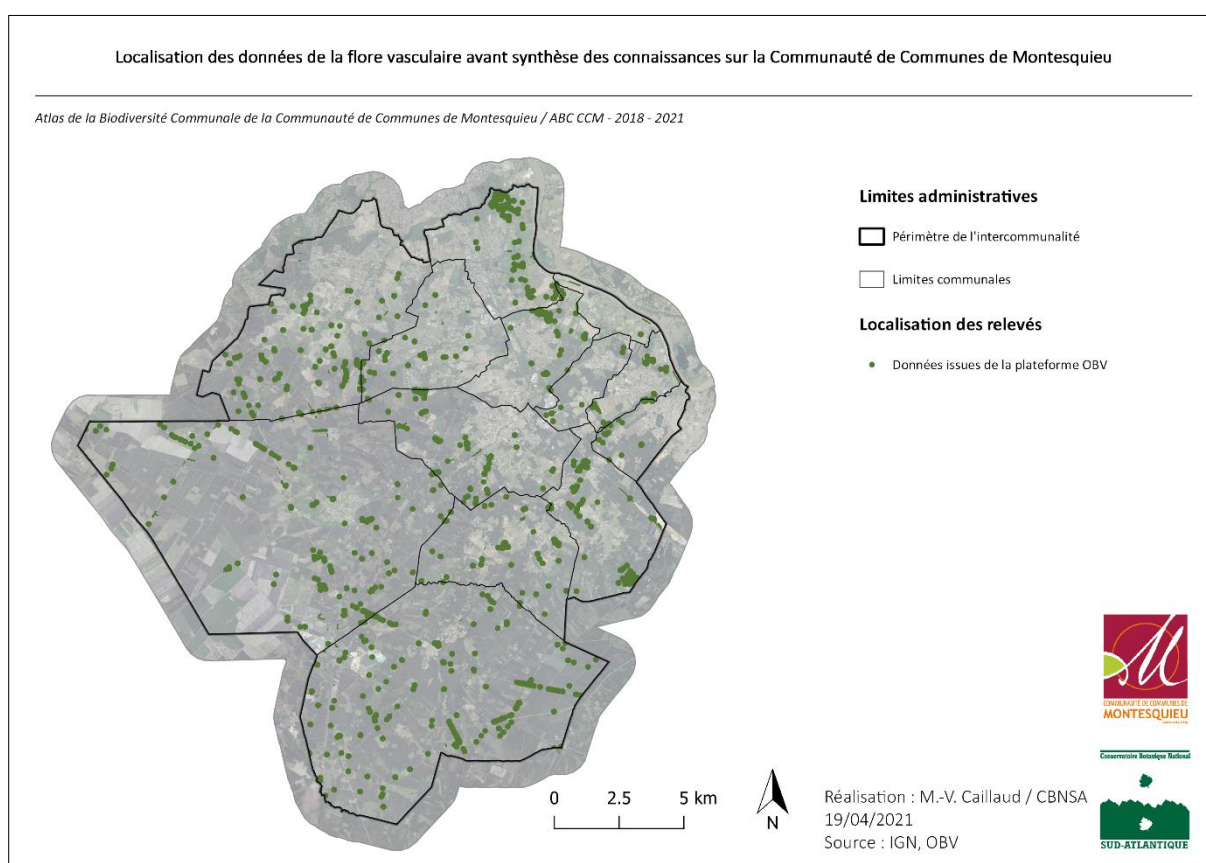 Localisation des données de la flore vasculaire avant synthèse des connaissances sur la Communauté de Communes de Montesquieu
Atlas de la Biodiversité Communale de la Communauté de Communes de Montesquieu / ABC CCM - 2018 - 2021
Limites administratives
Périmètre de l'intercommunalité
Limites communales
Localisation des relevés
Données issues de la plateforme OBV
COMMUNAUTÉ DE COMMUNES DE
MONTESQUIEU
Conservatoire Botanique National
SUD-ATLANTIQUE
0 2.5 5 km
N
Réalisation : M.-V. Caillaud / CBNSA
19/04/2021
Source : IGN, OBV